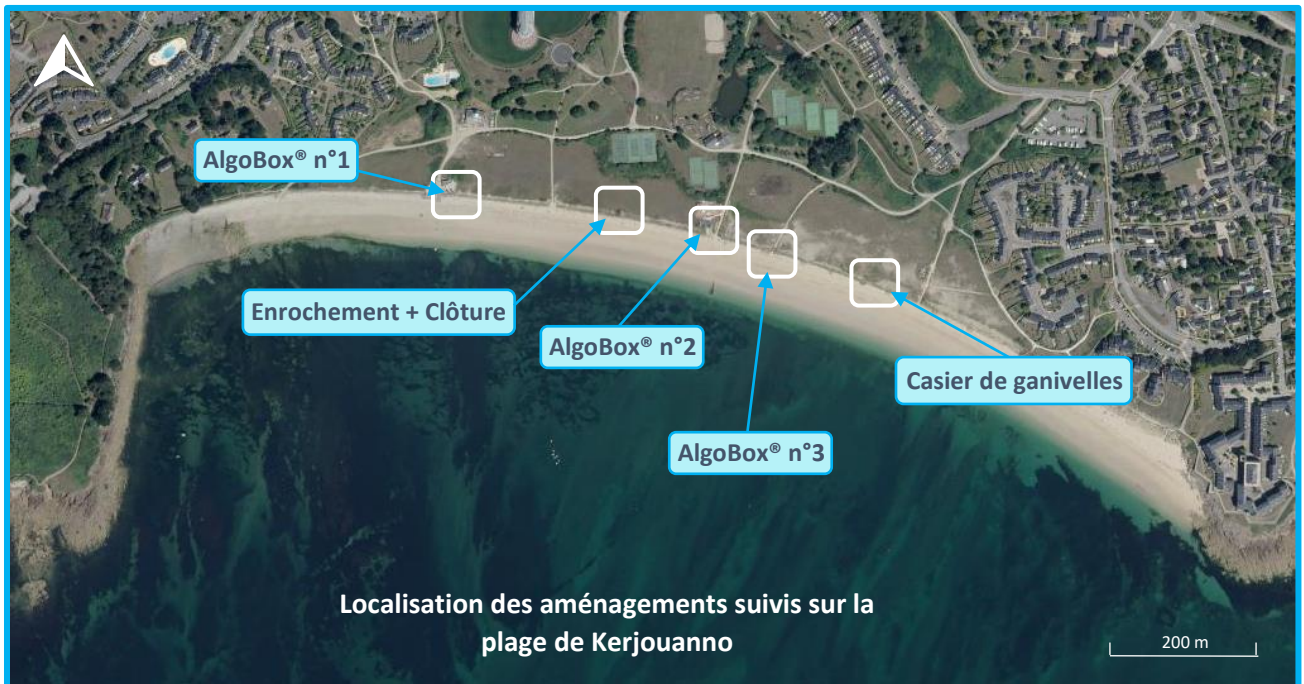 AlgoBox® n°1
Enrochement + Clôture
AlgoBox® n°2
Casier de ganivelles
AlgoBox® n°3
Localisation des aménagements suivis sur la
plage de Kerjouanno
200 m